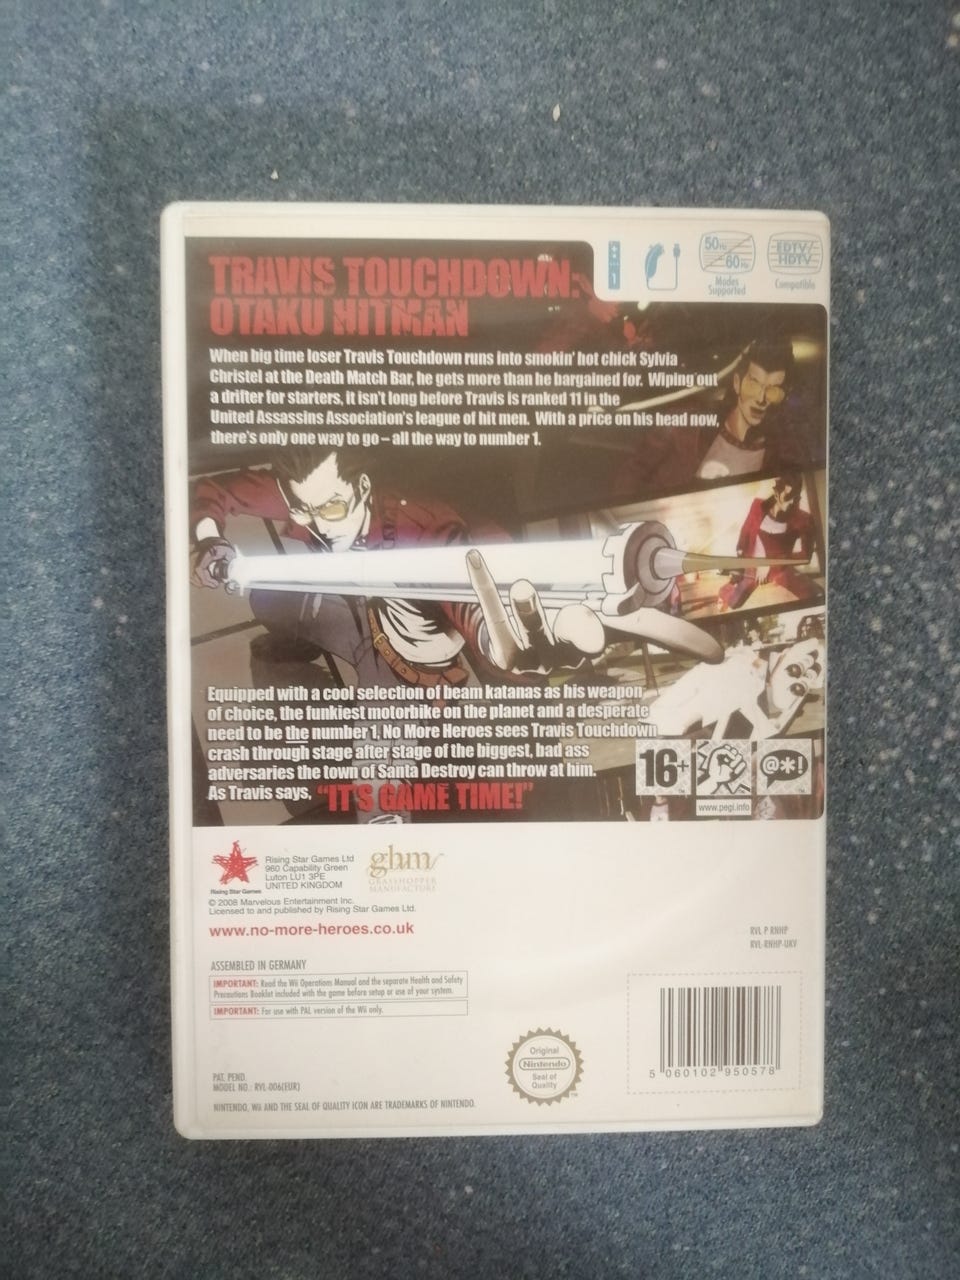 TRAVIS TOUCHDOWN:
OTAKU HITMAN
50Hz
60Hz
Modes
Supported
EDTV/
HDTV
Compatible
1
When big time loser Travis Touchdown runs into smokin' hot chick Sylvia
Christel at the Death Match Bar, he gets more than he bargained for. Wiping out
a drifter for starters, it isn't long before Travis is ranked 11 in the
United Assassins Association's league of hit men. With a price on his head now,
there's only one way to go – all the way to number 1.
Equipped with a cool selection of beam katanas as his weapon
of choice, the funkiest motorbike on the planet and a desperate
need to be the number 1, No More Heroes sees Travis Touchdown
crash through stage after stage of the biggest, bad ass
adversaries the town of Santa Destroy can throw at him.
As Travis says, "IT'S GAME TIME!"
16+
@*!
www.pegi.info
Rising Star Games
Rising Star Games Ltd
960 Capability Green
Luton LU1 3PE
UNITED KINGDOM
ghm
GRASSHOPPER
MANUFACTURE
© 2008 Marvelous Entertainment Inc.
Licensed to and published by Rising Star Games Ltd.
www.no-more-heroes.co.uk
RVL P RNHP
RVL-RNHP-UKV
ASSEMBLED IN GERMANY
IMPORTANT: Read the Wii Operations Manual and the separate Health and Safety
Precautions Booklet included with the game before setup or use of your system.
IMPORTANT: For use with PAL version of the Wii only.
Original
Nintendo
Seal of
Quality
TM
5 060102 950578
PAT. PEND.
MODEL NO.: RVL-006(EUR)
NINTENDO, Wii AND THE SEAL OF QUALITY ICON ARE TRADEMARKS OF NINTENDO.